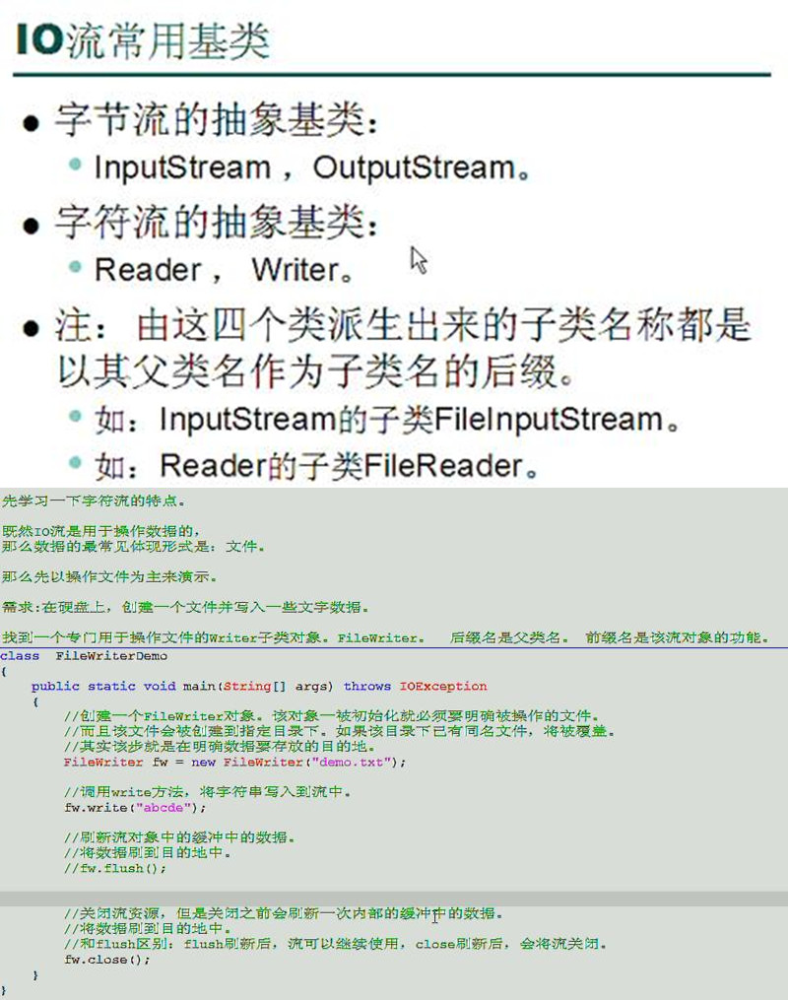 IO流常用基类
● 字节流的抽象基类：
• InputStream ，OutputStream。
● 字符流的抽象基类：
• Reader ， Writer。
● 注：由这四个类派生出来的子类名称都是
以其父类名作为子类名的后缀。
• 如：InputStream的子类FileInputStream。
• 如：Reader的子类FileReader。
先学习一下字符流的特点。
既然IO流是用于操作数据的，
那么数据的最常见体现形式是：文件。
那么先以操作文件为主来演示。
需求:在硬盘上，创建一个文件并写入一些文字数据。
找到一个专门用于操作文件的Writer子类对象。FileWriter。  后缀名是父类名。 前缀名是该流对象的功能。
class  FileWriterDemo
{
    public static void main(String[] args) throws IOException
    {
        //创建一个FileWriter对象。该对象一被初始化就必须要明确被操作的文件。
        //而且该文件会被创建到指定目录下。如果该目录下已有同名文件，将被覆盖。
        //其实该步就是在明确数据要存放的目的地。
        FileWriter fw = new FileWriter("demo.txt");
        //调用write方法，将字符串写入到流中。
        fw.write("abcde");
        //刷新流对象中的缓冲中的数据。
        //将数据刷到目的地中。
        //fw.flush();
        //关闭流资源，但是关闭之前会刷新一次内部的缓冲中的数据。
        //将数据刷到目的地中。
        //和flush区别：flush刷新后，流可以继续使用，close刷新后，会将流关闭。
        fw.close();
    }
}